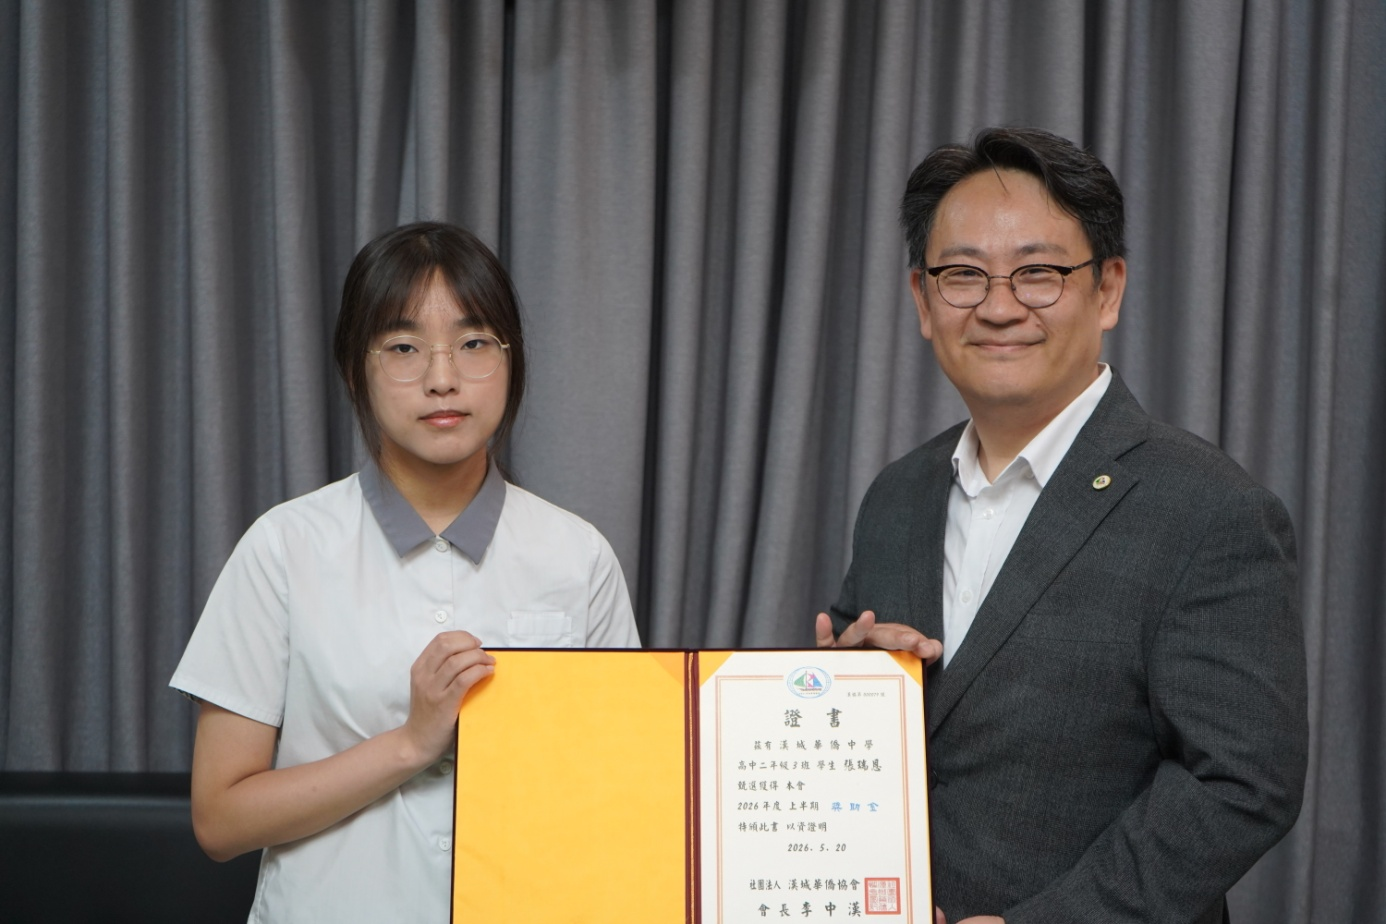 證書
茲有 漢城華僑中學
高中二年級3班 學生 張瑞恩
競選獲得 本會
2026年度 上半期 獎助金
特頒此書 以資證明
2026. 5. 20
社團法人 漢城華僑協會
會長 李中漢